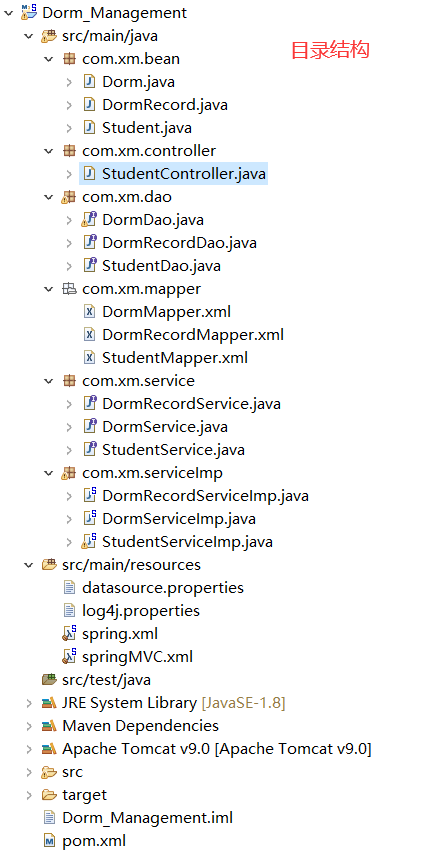 Dorm_Management
src/main/java
目录结构
com.xm.bean
Dorm.java
DormRecord.java
Student.java
com.xm.controller
StudentController.java
com.xm.dao
DormDao.java
DormRecordDao.java
StudentDao.java
com.xm.mapper
DormMapper.xml
DormRecordMapper.xml
StudentMapper.xml
com.xm.service
DormRecordService.java
DormService.java
StudentService.java
com.xm.serviceImp
DormRecordServiceImp.java
DormServiceImp.java
StudentServiceImp.java
src/main/resources
datasource.properties
log4j.properties
spring.xml
springMVC.xml
src/test/java
JRE System Library [JavaSE-1.8]
Maven Dependencies
Apache Tomcat v9.0 [Apache Tomcat v9.0]
src
target
Dorm_Management.iml
pom.xml